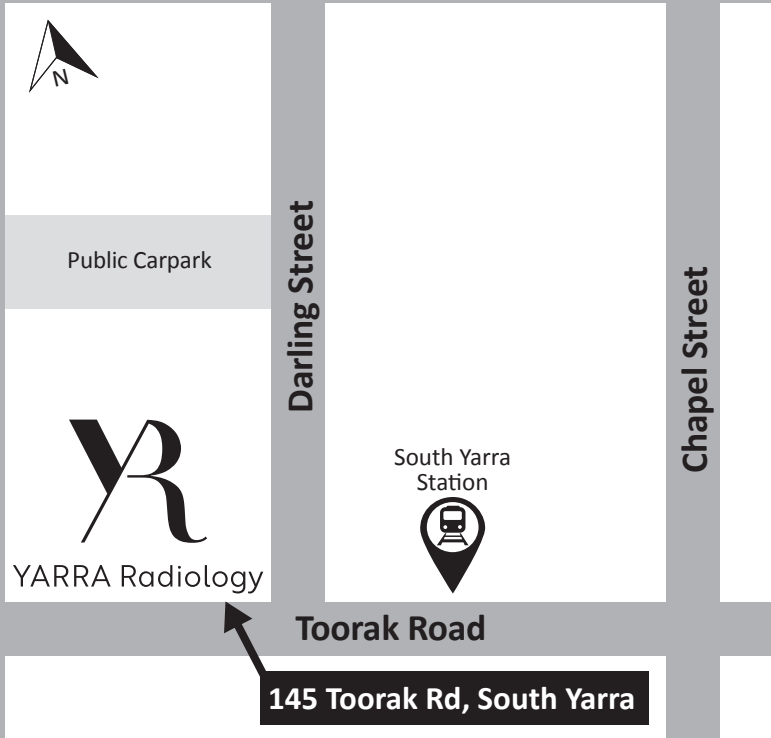 N
Public Carpark
Darling Street
Chapel Street
South Yarra
Station
YR
YARRA Radiology
Toorak Road
145 Toorak Rd, South Yarra